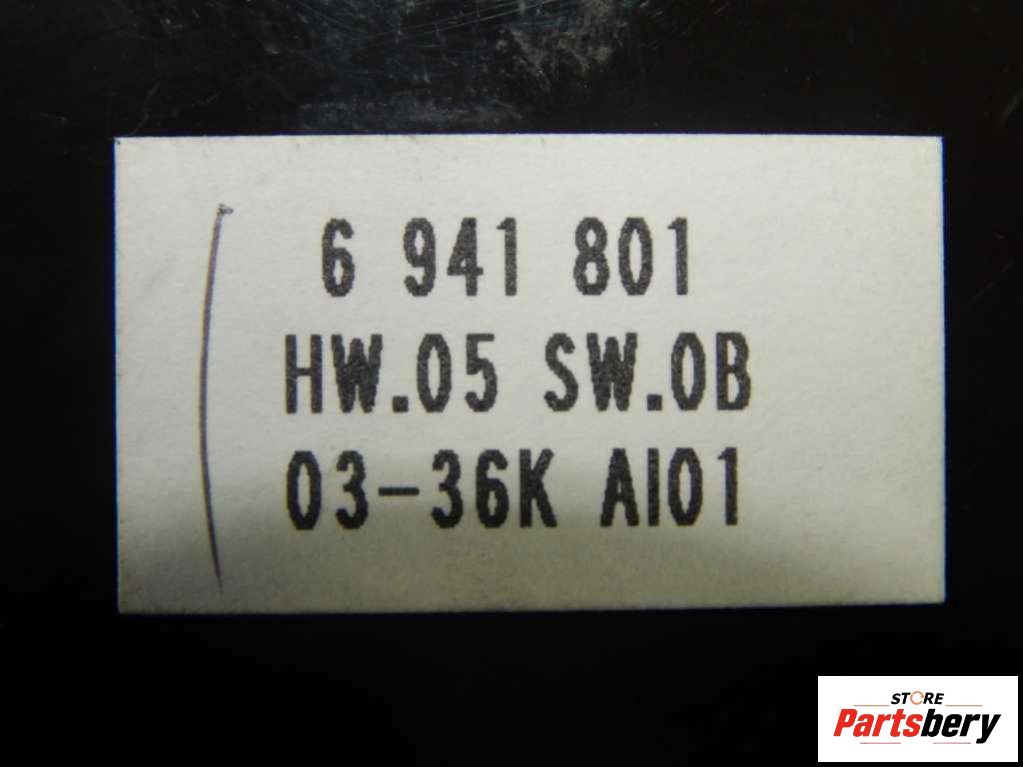 6 941 801
HW.05 SW.0B
03-36K AI01
STORE
Partsbery